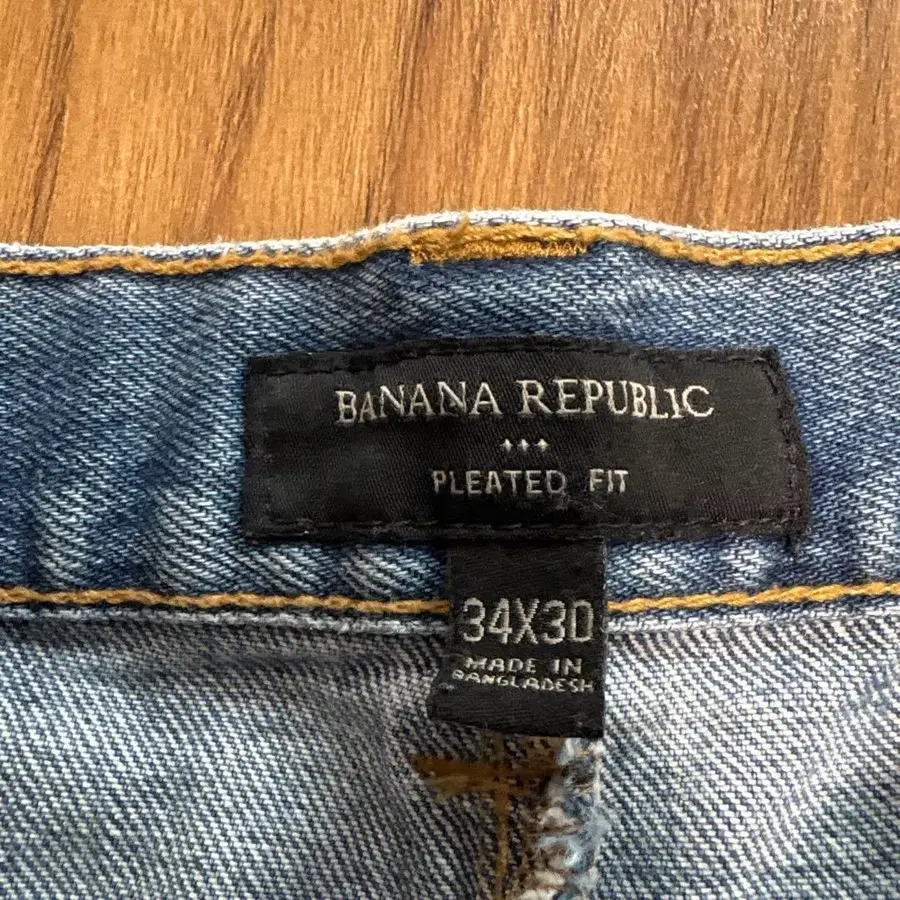 BANANA REPUBLIC
PLEATED FIT
34X30
MADE IN
BANGLADESH